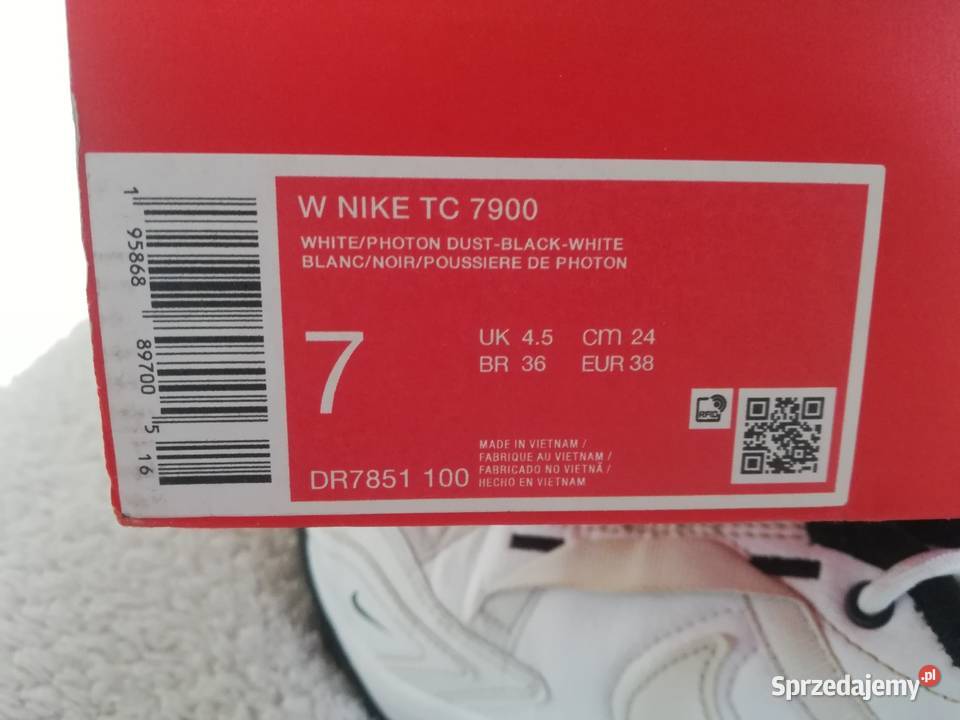 W NIKE TC 7900
WHITE/PHOTON DUST-BLACK-WHITE
BLANC/NOIR/POUSSIERE DE PHOTON
7
UK 4.5 cm 24
BR 36 EUR 38
RFID
MADE IN VIETNAM /
FABRIQUE AU VIETNAM /
FABRICADO NO VIETNÃ /
HECHO EN VIETNAM
DR7851 100
1 95868 89700 5 16
Sprzedajemy.pl